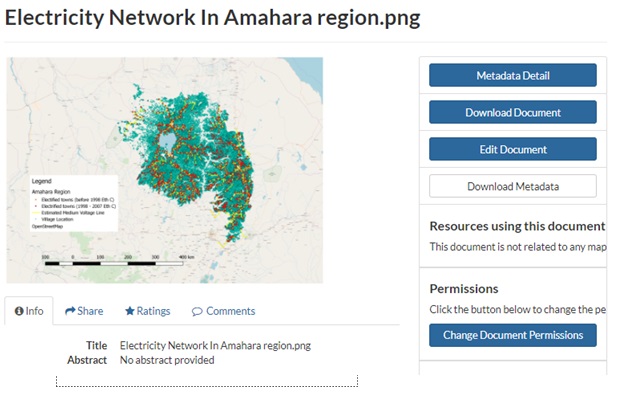 Electricity Network In Amahara region.png
Legend
Amahara Region
Electrified towns (before 1998 Eth-C)
Electrified towns (1998 - 2007 Eth-C)
Estimated Medium Voltage Line
Village Location
OpenStreetMap
100 0 100 200 300 400 km
Info Share Ratings Comments
Title Electricity Network In Amahara region.png
Abstract No abstract provided
Metadata Detail
Download Document
Edit Document
Download Metadata
Resources using this document
This document is not related to any map
Permissions
Click the button below to change the pe
Change Document Permissions